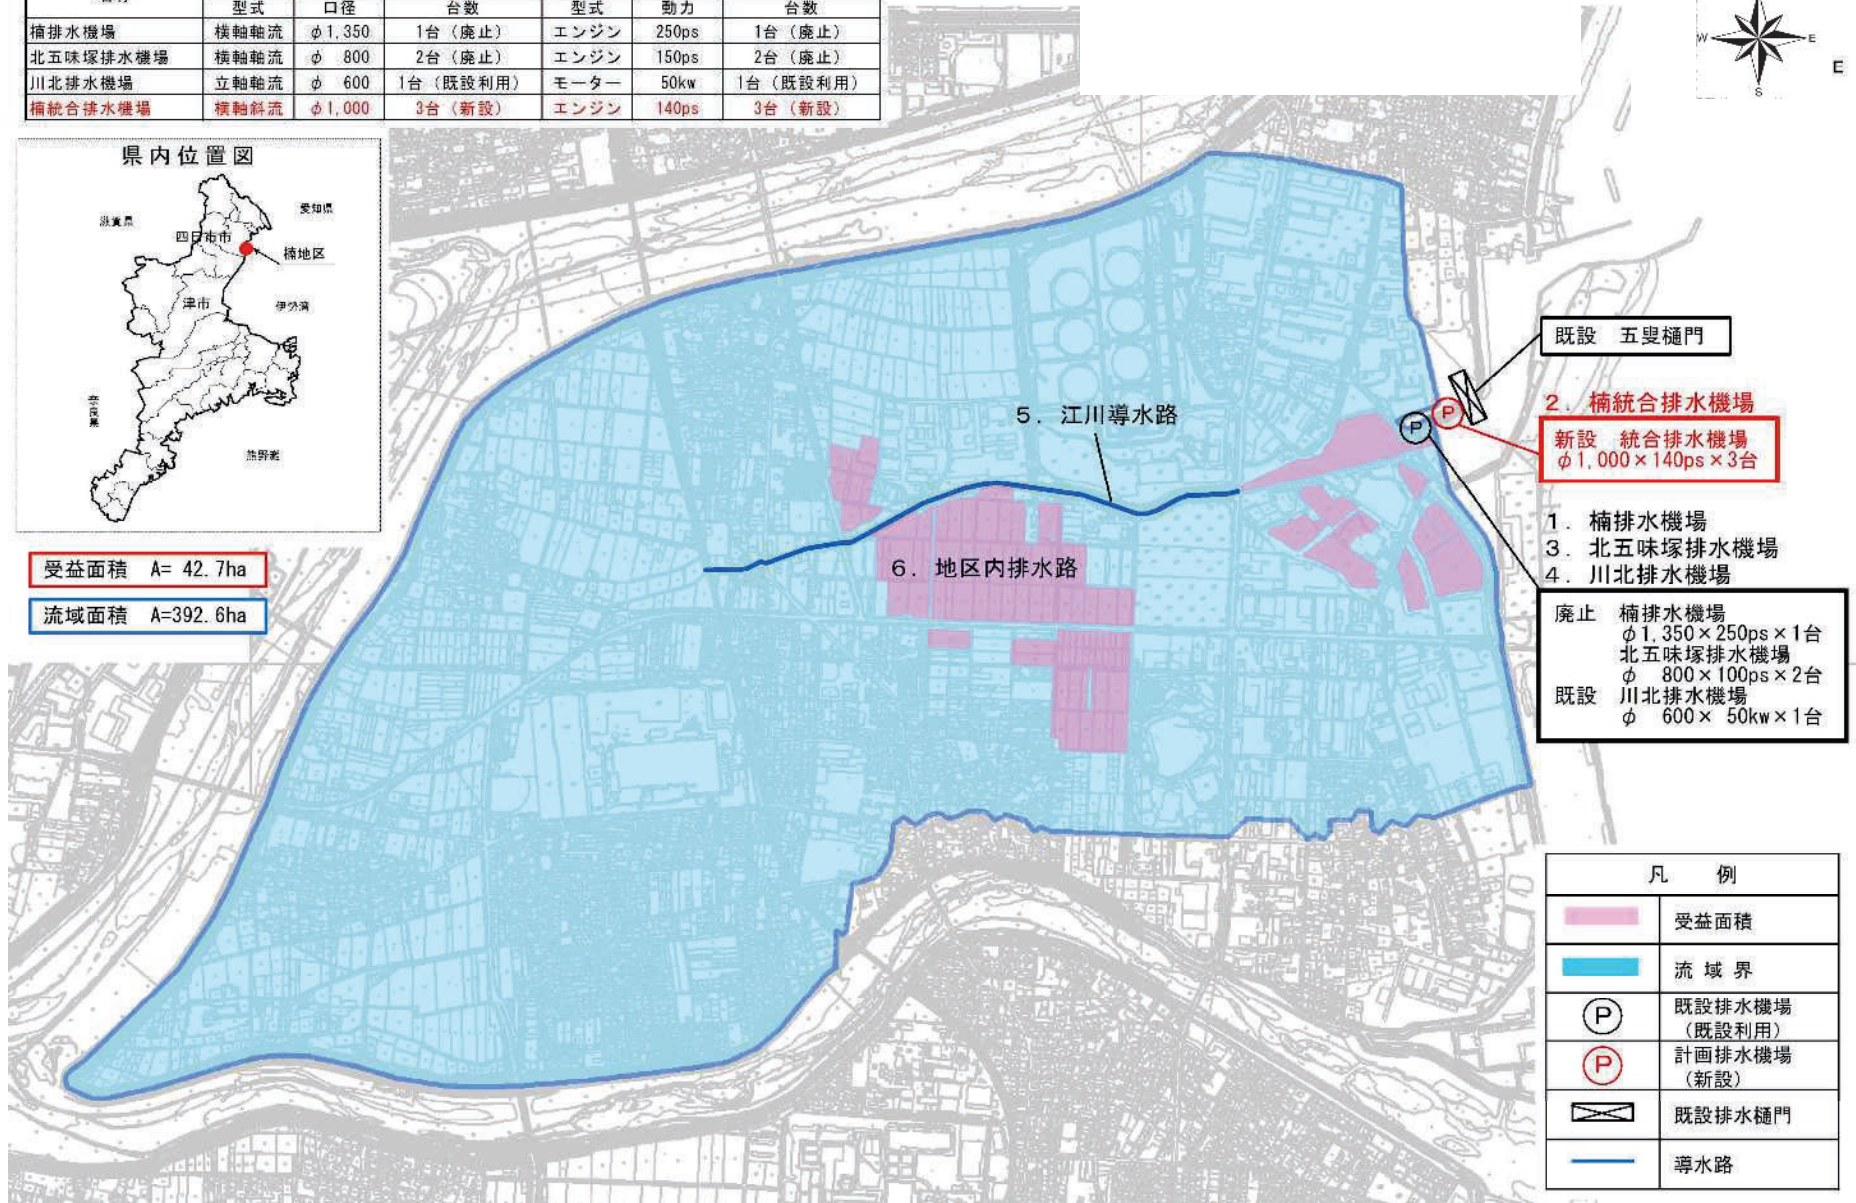 型式 口径 台数 型式 動力 台数
楠排水機場 横軸軸流 φ1,350 1台（廃止） エンジン 250ps 1台（廃止）
北五味塚排水機場 横軸軸流 φ 800 2台（廃止） エンジン 150ps 2台（廃止）
川北排水機場 立軸軸流 φ 600 1台（既設利用） モーター 50kw 1台（既設利用）
楠統合排水機場 横軸斜流 φ1,000 3台（新設） エンジン 140ps 3台（新設）
W
E
S
E
県内位置図
滋賀県
愛知県
四日市市
楠地区
津市
伊勢湾
奈良県
熊野灘
受益面積 A= 42.7ha
流域面積 A=392.6ha
5．江川導水路
6．地区内排水路
既設 五叟樋門
P
P
2．楠統合排水機場
新設 統合排水機場
φ1,000×140ps×3台
1．楠排水機場
3．北五味塚排水機場
4．川北排水機場
廃止 楠排水機場
φ1,350×250ps×1台
北五味塚排水機場
φ 800×100ps×2台
既設 川北排水機場
φ 600× 50kw×1台
凡 例
受益面積
流域界
P 既設排水機場
（既設利用）
P 計画排水機場
（新設）
既設排水樋門
導水路